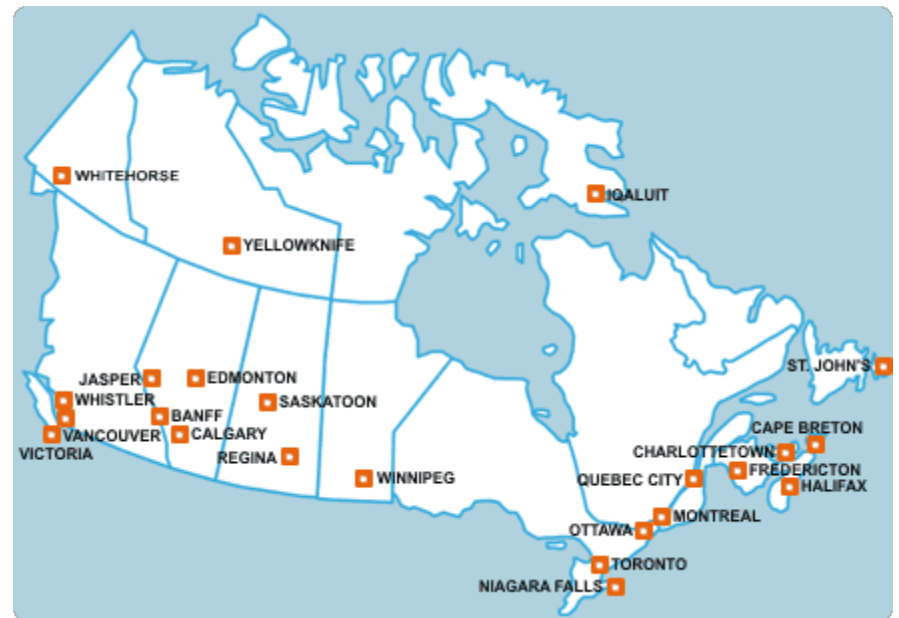 WHITEHORSE
IQALUIT
YELLOWKNIFE
ST. JOHN'S
JASPER
EDMONTON
WHISTLER
SASKATOON
BANFF
CAPE BRETON
VANCOUVER
CALGARY
VICTORIA
CHARLOTTETOWN
REGINA
FREDERICTON
WINNIPEG
QUEBEC CITY
HALIFAX
MONTREAL
OTTAWA
TORONTO
NIAGARA FALLS